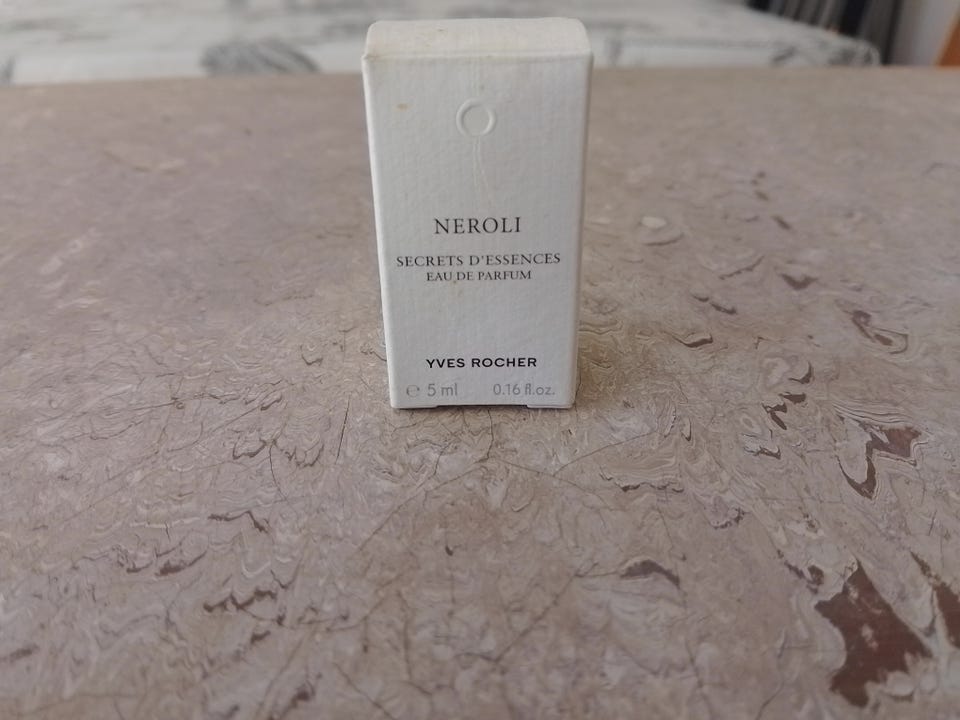 NEROLI
SECRETS D'ESSENCES
EAU DE PARFUM
YVES ROCHER
℮ 5 ml 0.16 fl.oz.